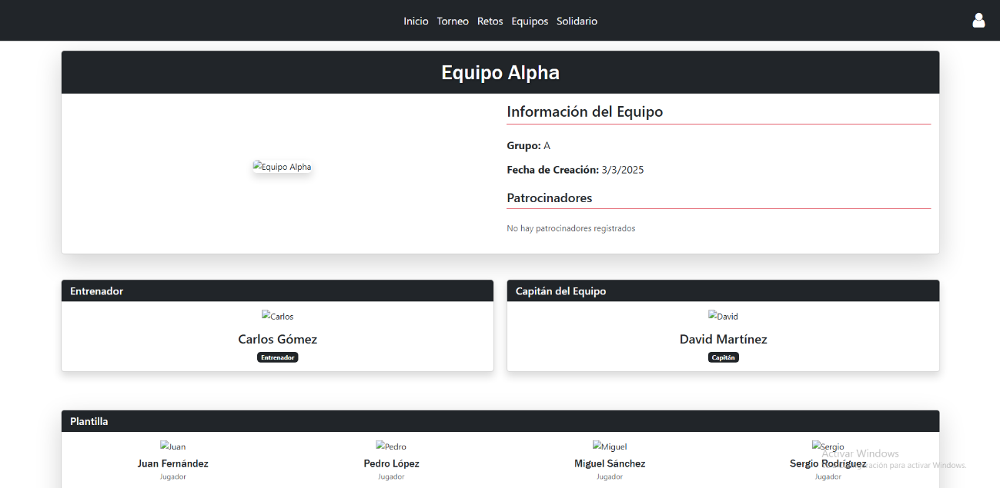 Inicio Torneo Retos Equipos Solidario
Equipo Alpha
Equipo Alpha
Información del Equipo
Grupo: A
Fecha de Creación: 3/3/2025
Patrocinadores
No hay patrocinadores registrados
Entrenador
Carlos
Carlos Gómez
Entrenador
Capitán del Equipo
David
David Martínez
Capitán
Plantilla
Juan Pedro Miguel Sergio
Juan Fernández Pedro López Miguel Sánchez Sergio Rodríguez
Jugador Jugador Jugador Jugador
Activar Windows
Configuración para activar Windows.